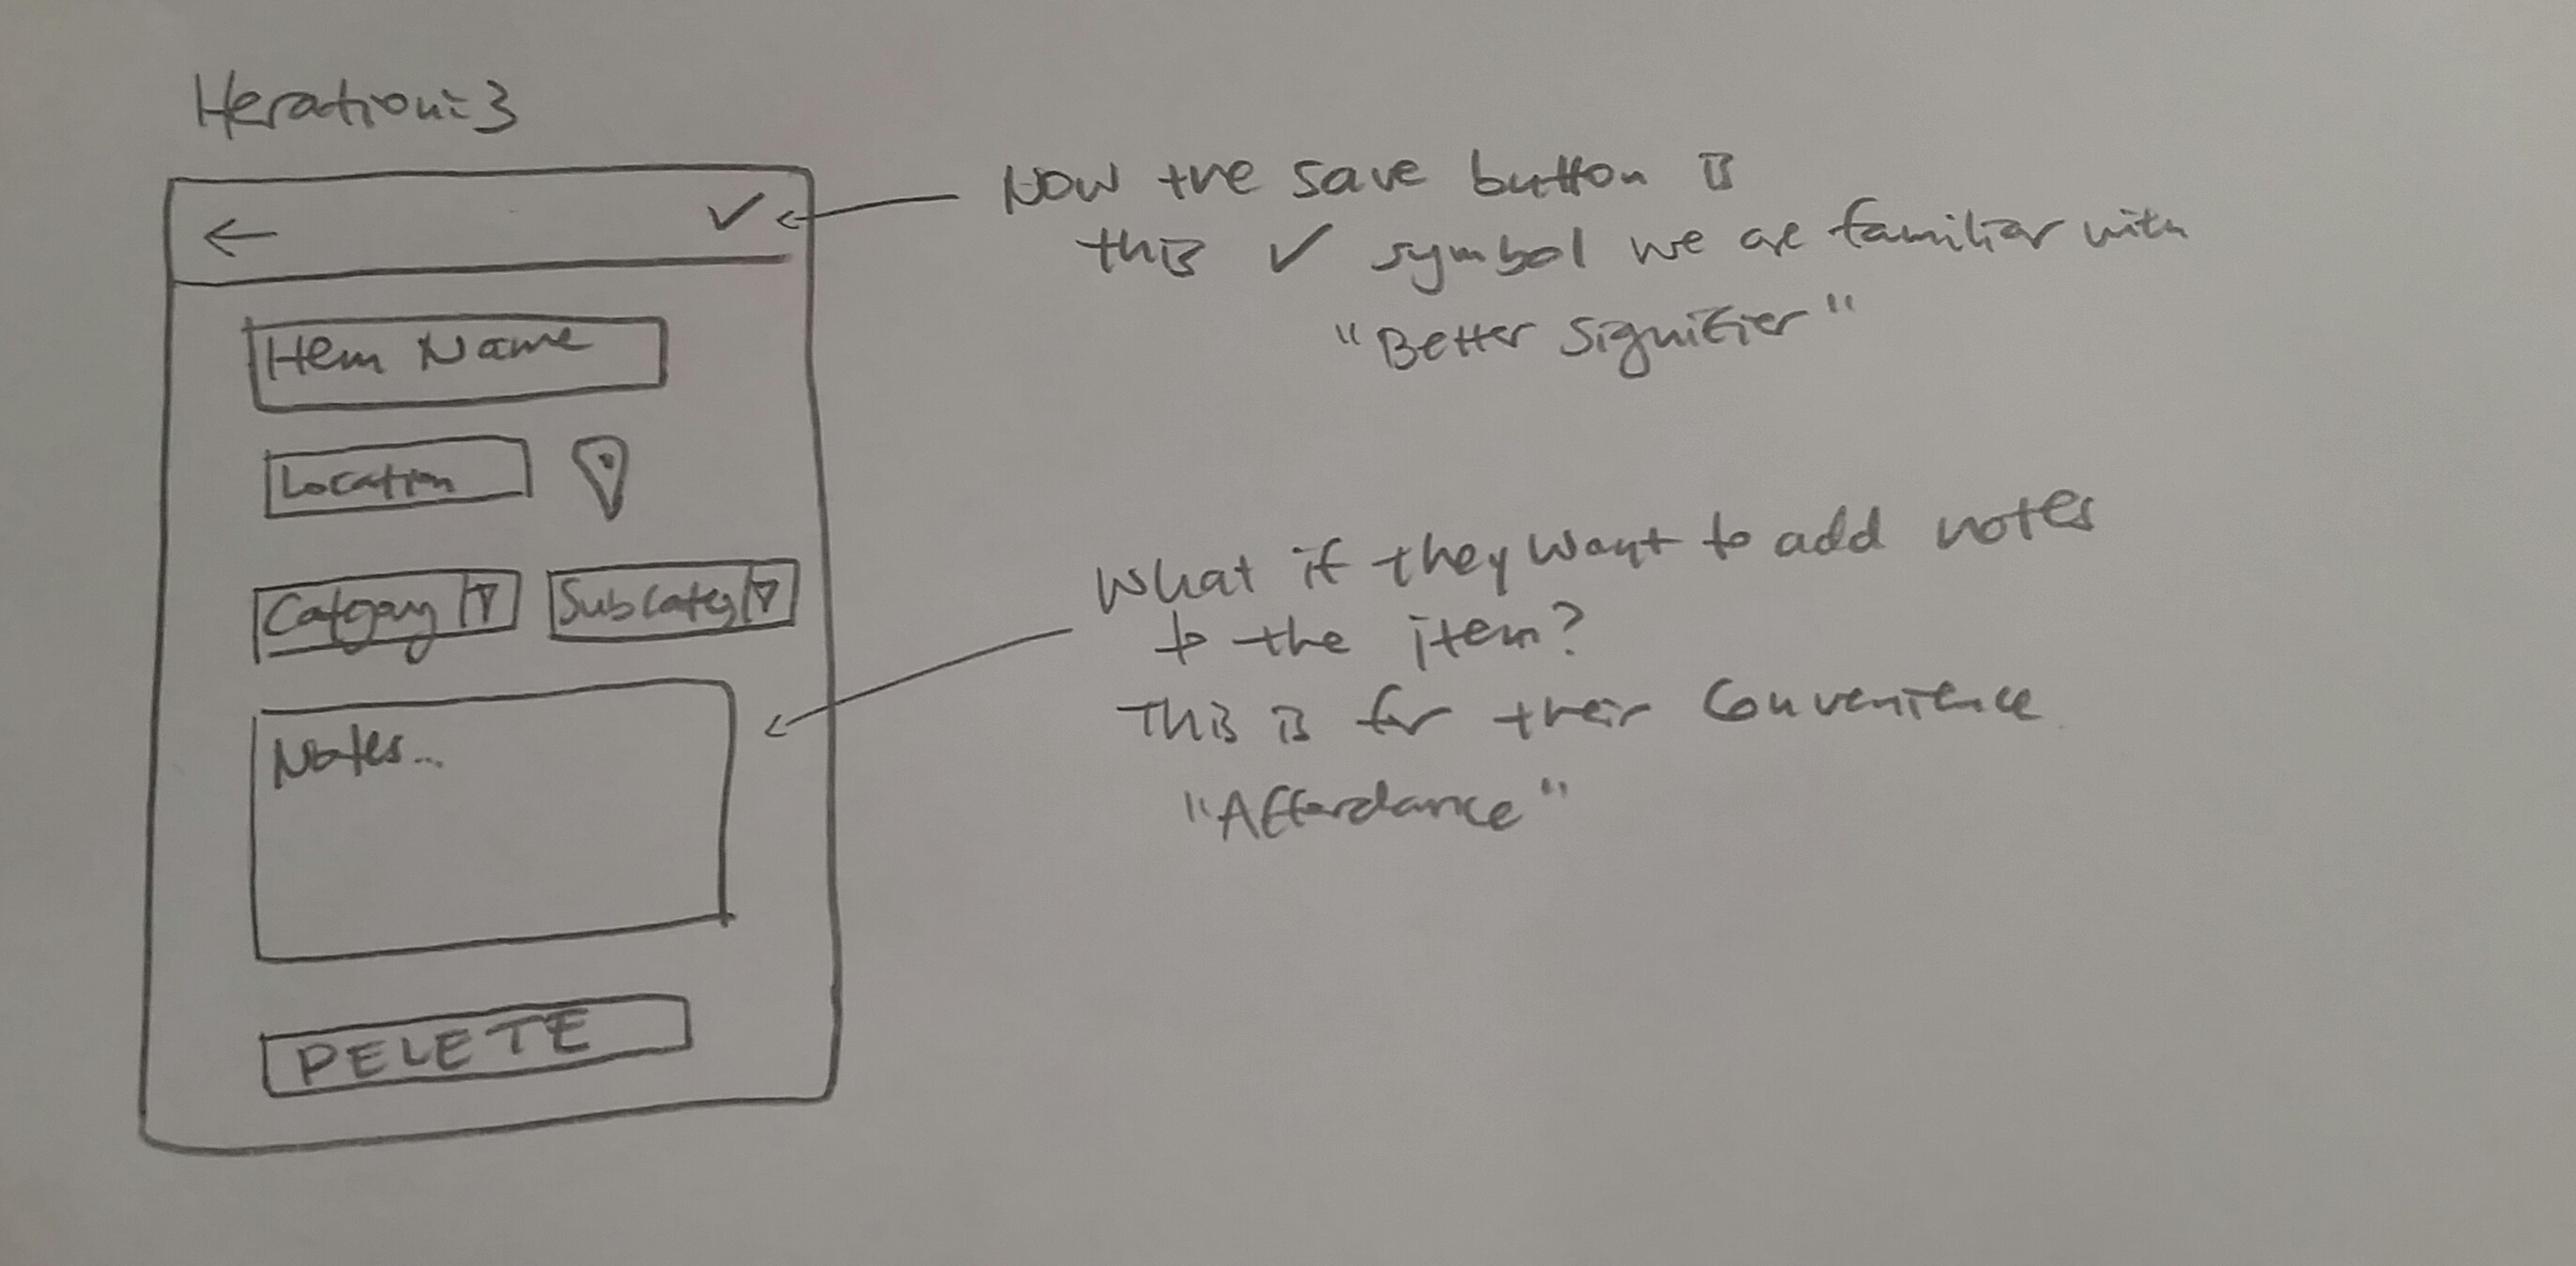 Iteration: 3
Now the save button is
this ✓ symbol we are familiar with
"Better Signifier"
Item Name
Location
Category
Subcateg
What if they want to add notes
to the item?
This is for their convenience
"Affordance"
Notes...
DELETE